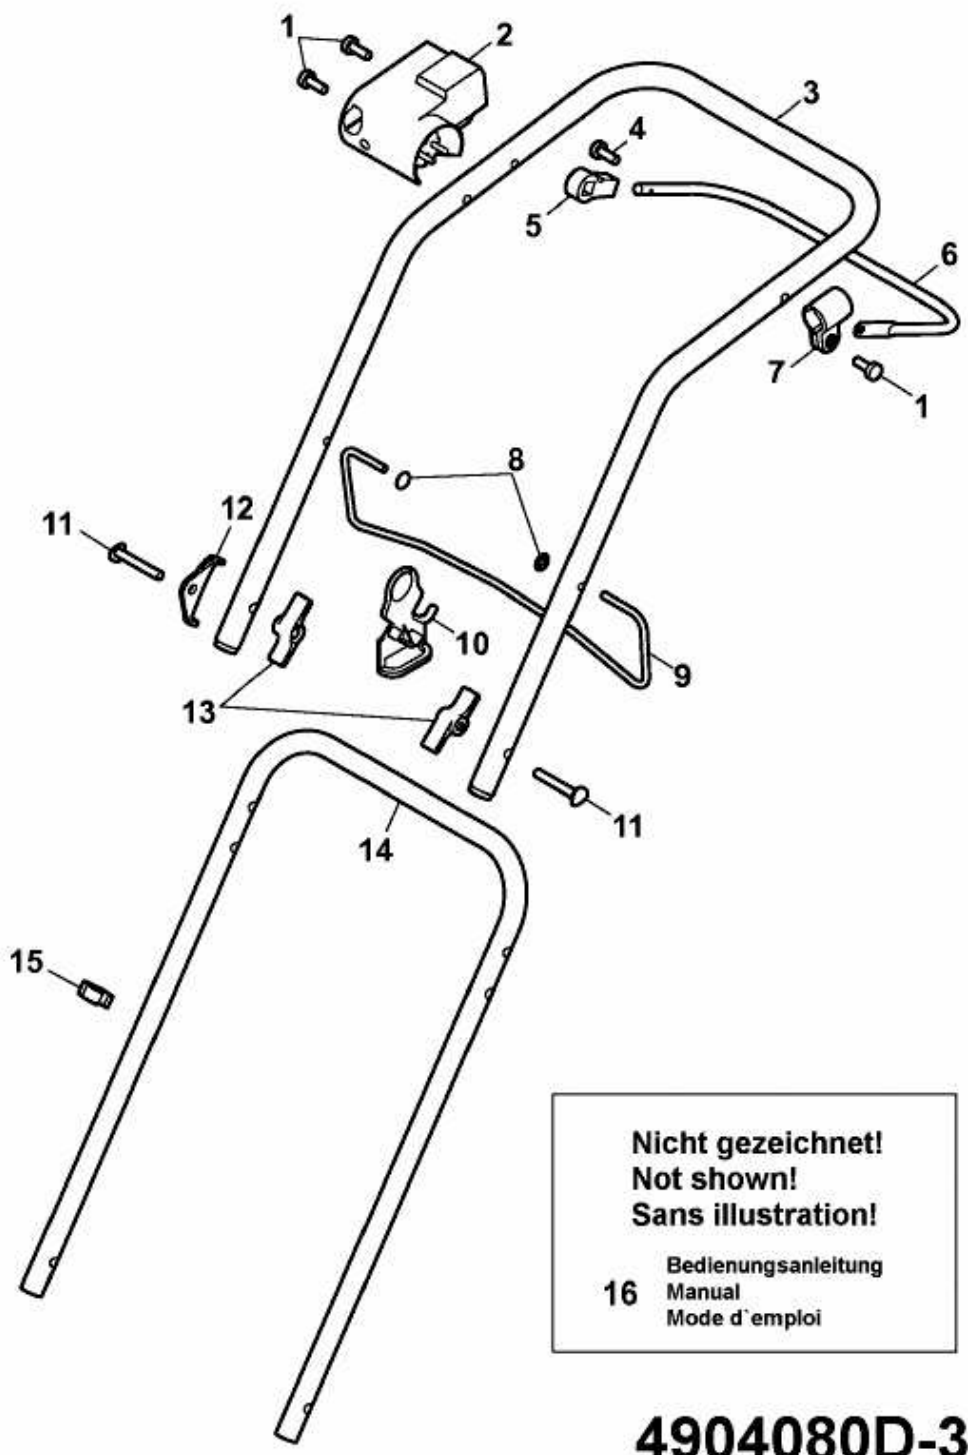 1
2
3
4
5
6
7
1
8
12
11
10
9
13
11
14
15
Nicht gezeichnet!
Not shown!
Sans illustration!
16
Bedienungsanleitung
Manual
Mode d`emploi
4904080D-3